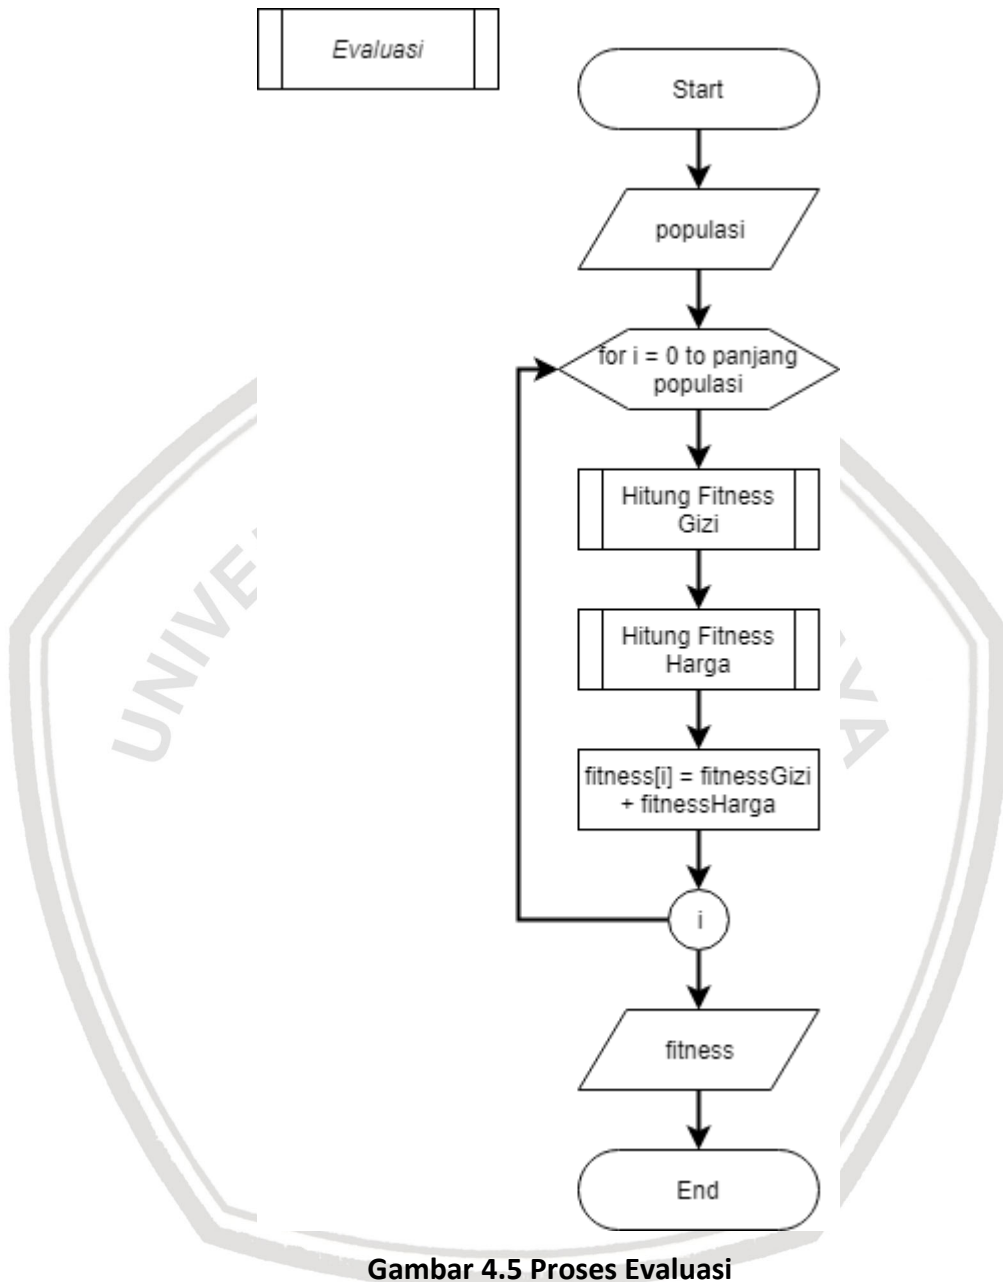 Evaluasi
Start
populasi
for i = 0 to panjang
populasi
Hitung Fitness
Gizi
Hitung Fitness
Harga
fitness[i] = fitnessGizi
+ fitnessHarga
i
fitness
End
Gambar 4.5 Proses Evaluasi